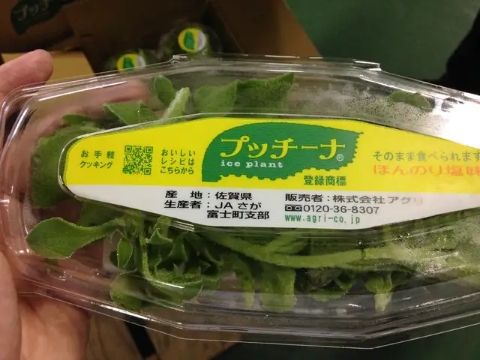 プッチ
お手軽
クッキング
おいしい
レシピは
こちらから
プッチーナ®
ice plant
登録商標
そのまま食べられます
ほんのり塩味
産地：佐賀県
生産者：JAさが
富士町支部
販売者：株式会社アグリ
0120-36-8307
www.agri-co.jp